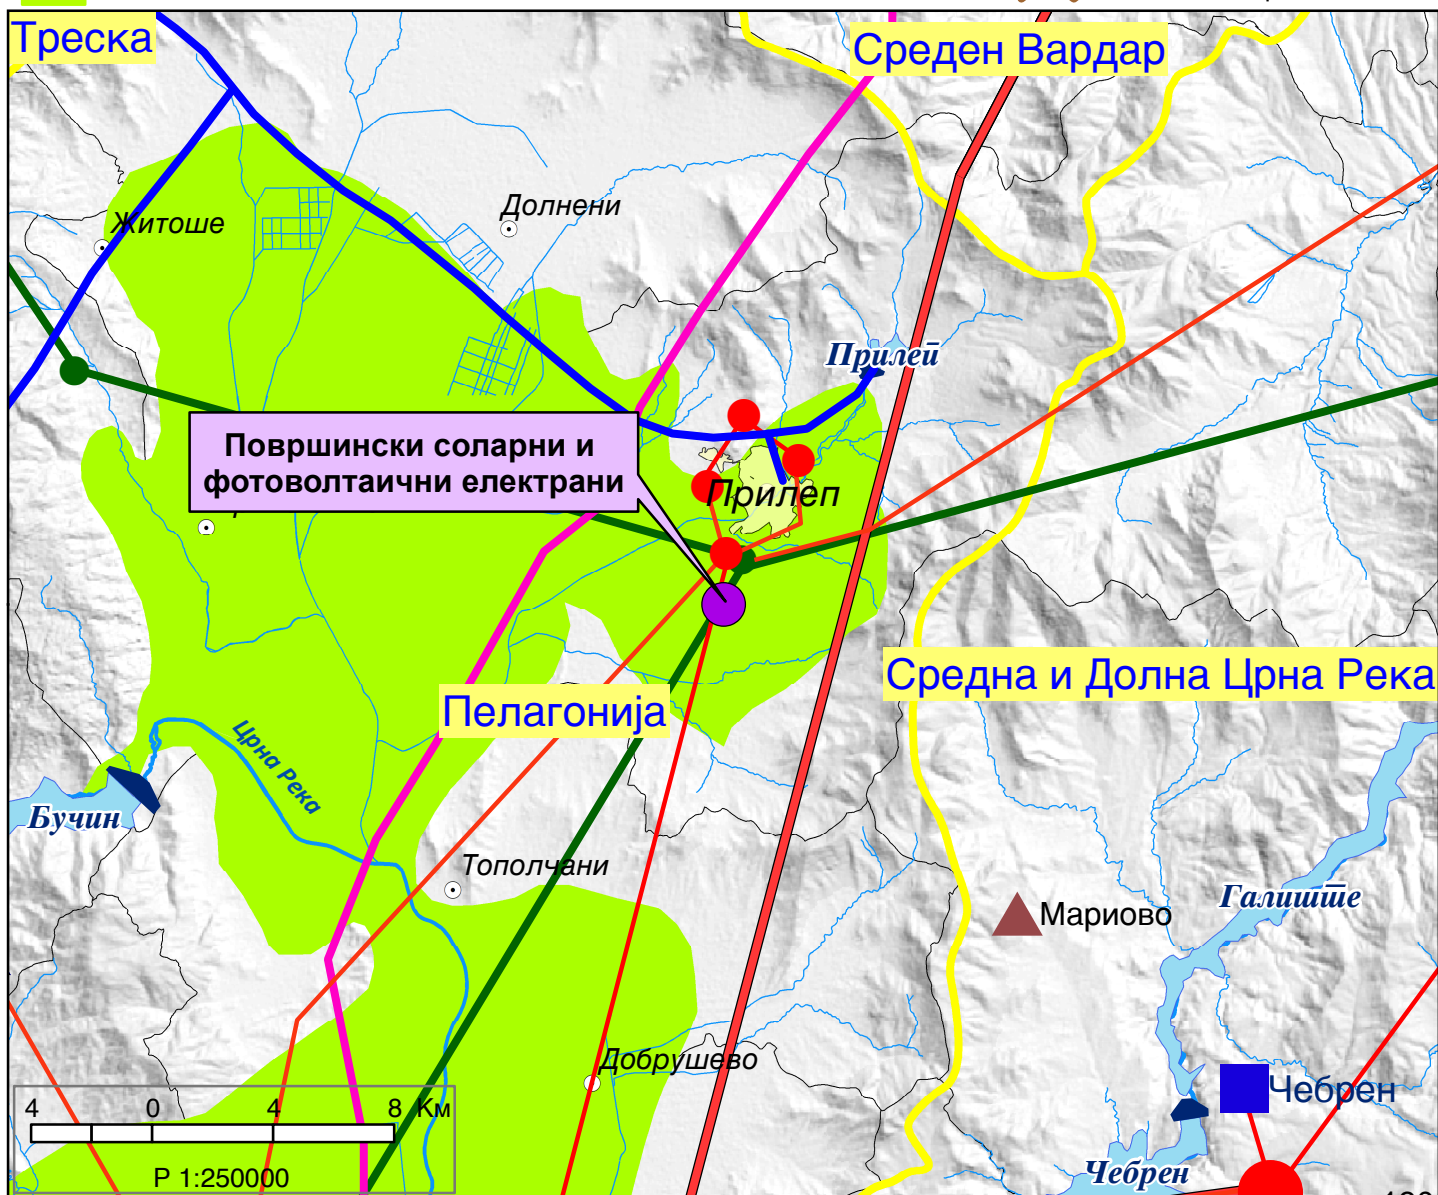 Треска
Среден Вардар
Житоше
Долнени
Прилеп
Површински соларни и
фотоволтаични електрани
Прилеп
Средна и Долна Црна Река
Пелагонија
Црна Река
Бучин
Тополчани
Мариово
Галиште
Добрушево
Чебрен
Чебрен
4 0 4 8 Км
Р 1:250000